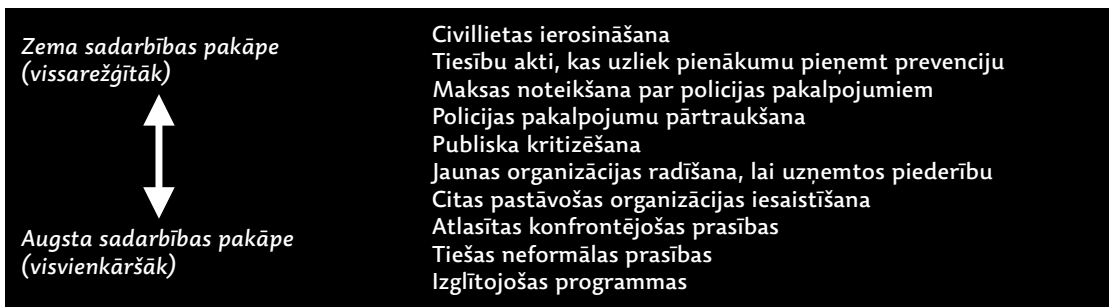 Zema sadarbības pakāpe
(vissarežģītāk)
Augsta sadarbības pakāpe
(visvienkāršāk)
Civillietas ierosināšana
Tiesību akti, kas uzliek pienākumu pieņemt prevenciju
Maksas noteikšana par policijas pakalpojumiem
Policijas pakalpojumu pārtraukšana
Publiska kritizēšana
Jaunas organizācijas radīšana, lai uzņemtos piederību
Citas pastāvošas organizācijas iesaistīšana
Atlasītas konfrontējošas prasības
Tiešas neformālas prasības
Izglītojošas programmas